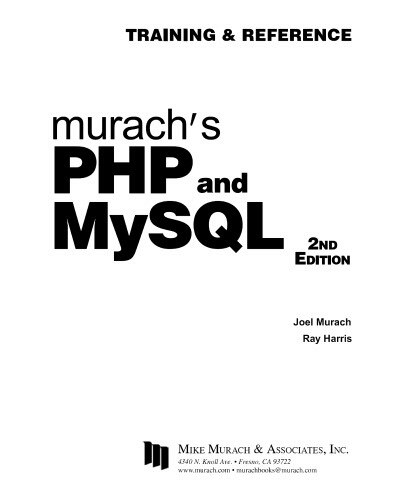 TRAINING & REFERENCE
murach's
PHP and
MySQL 2ND
EDITION
Joel Murach
Ray Harris
MIKE MURACH & ASSOCIATES, INC.
4340 N. Knoll Ave. • Fresno, CA 93722
www.murach.com • murachbooks@murach.com